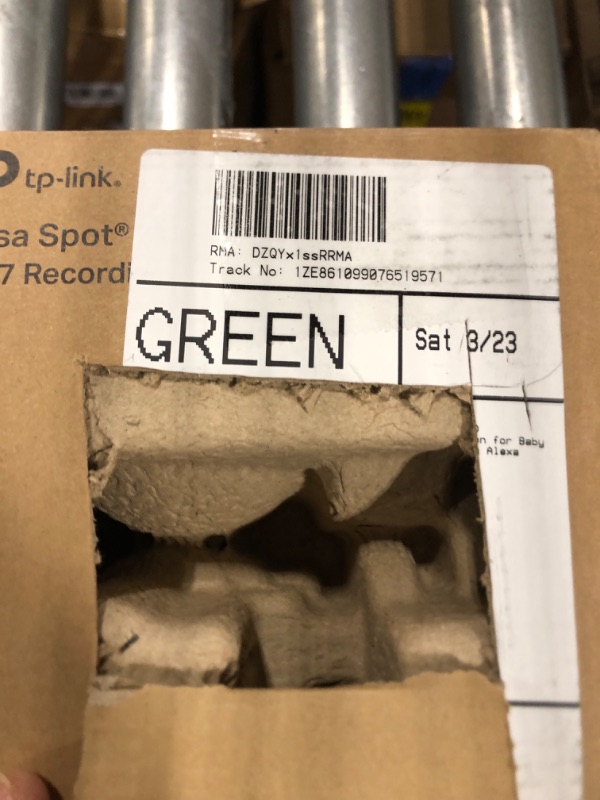 tp-link®
sa Spot®
7 Recordi
RMA: DZQYx1ssRRMA
Track No: 1ZE861099076519571
GREEN
Sat 3/23
n for Baby
Alexa